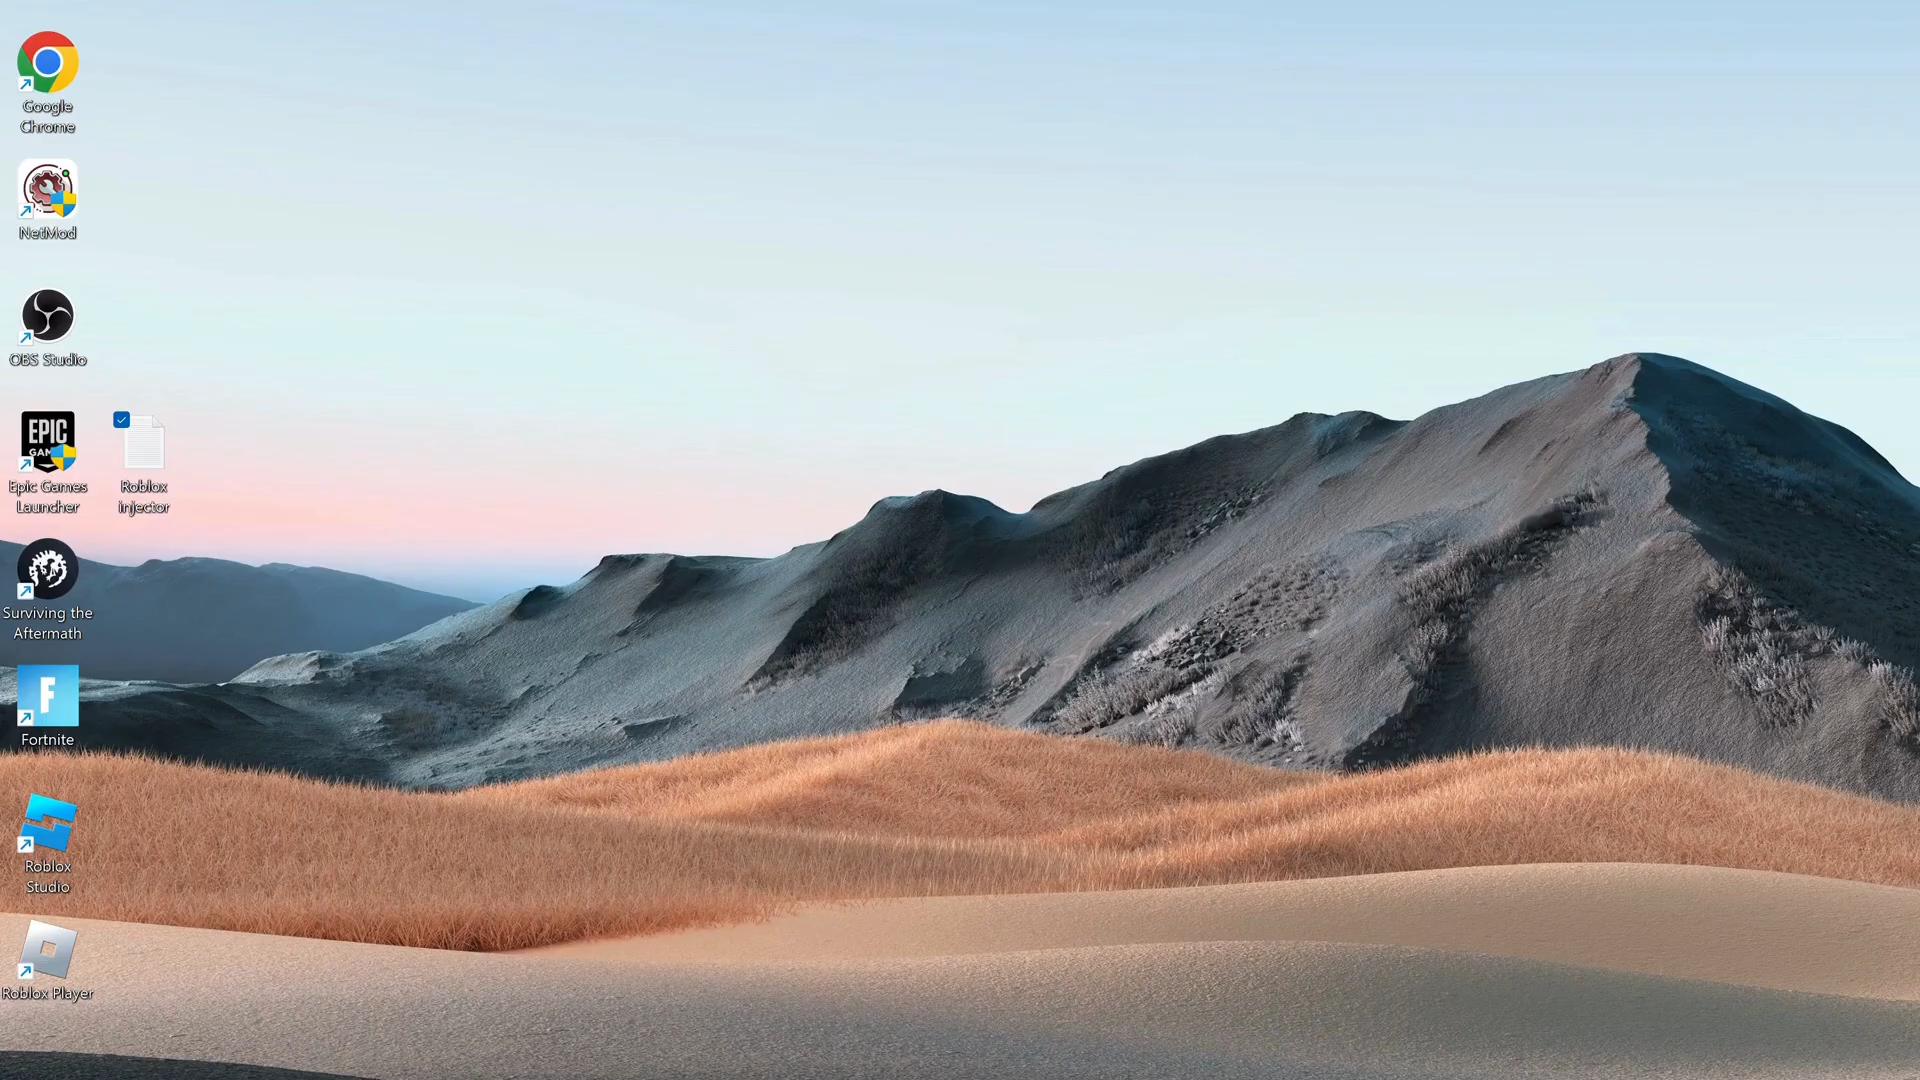 Google
Chrome
NetMod
OBS Studio
EPIC
GAM
Epic Games
Launcher
Roblox
injector
Surviving the
Aftermath
F
Fortnite
Roblox
Studio
Roblox Player